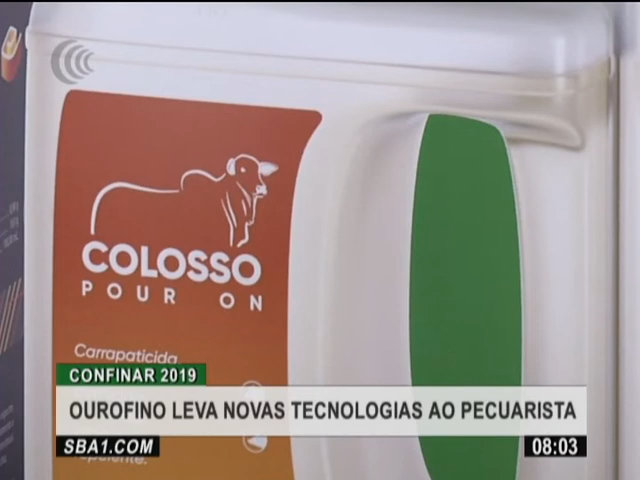 COLOSSO
POUR ON
Carrapaticida,
CONFINAR 2019
OUROFINO LEVA NOVAS TECNOLOGIAS AO PECUARISTA
SBA1.COM
08:03